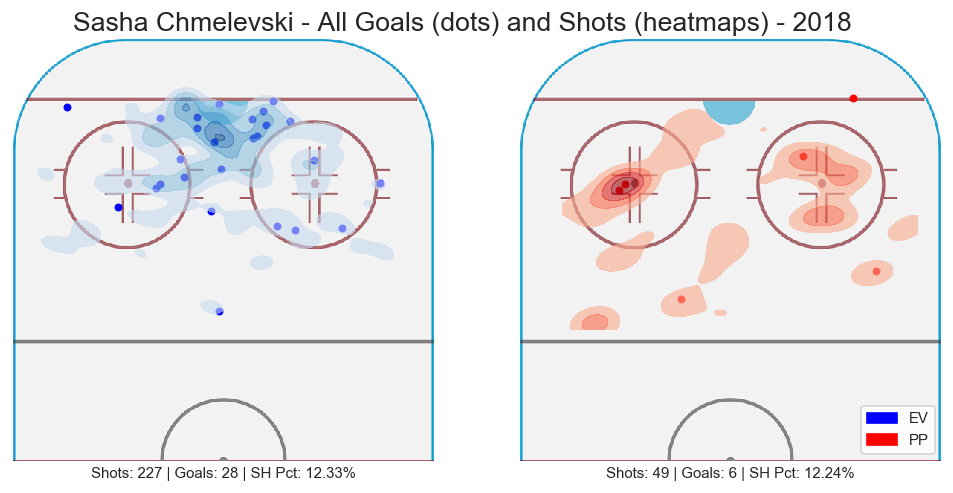 Sasha Chmelevski - All Goals (dots) and Shots (heatmaps) - 2018
EV
PP
Shots: 227 | Goals: 28 | SH Pct: 12.33%
Shots: 49 | Goals: 6 | SH Pct: 12.24%